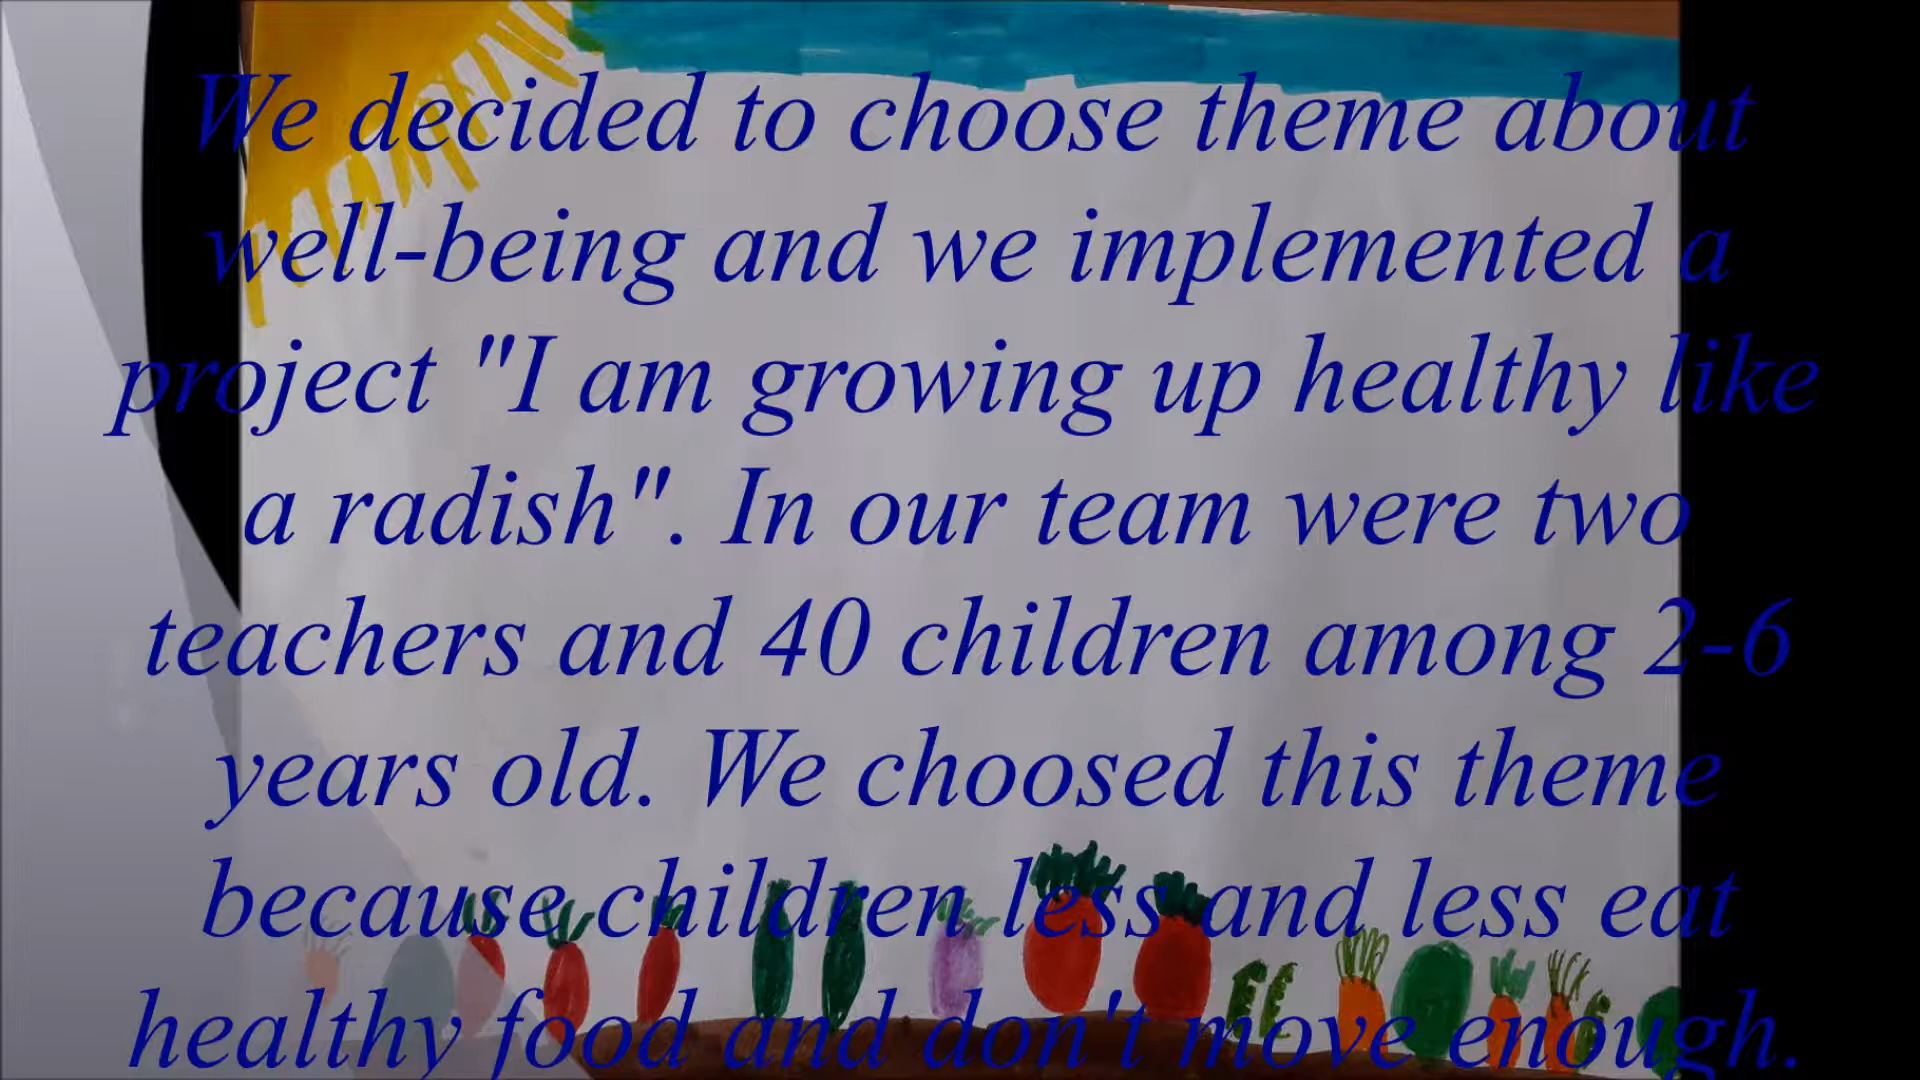 We decided to choose theme about
well-being and we implemented a
project "I am growing up healthy like
a radish". In our team were two
teachers and 40 children among 2-6
years old. We choosed this theme
because children less and less eat
healthy food and don't move enough.